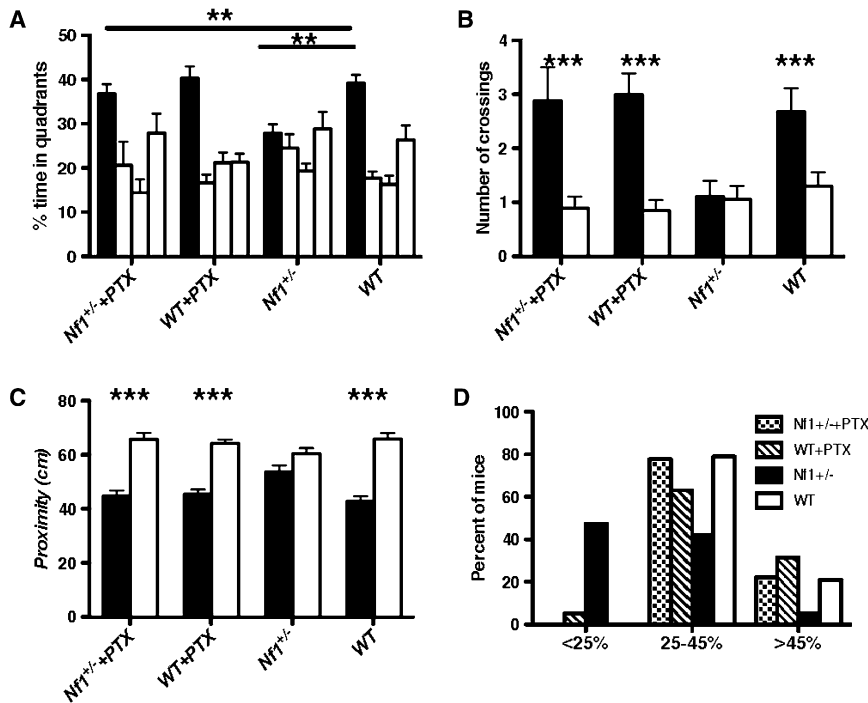 A
**
**
% time in quadrants
50
40
30
20
10
0
Nf1+/-+PTX
WT+PTX
Nf1+/-
WT
B
***
***
***
Number of crossings
4
3
2
1
0
Nf1+/-+PTX
WT+PTX
Nf1+/-
WT
C
***
***
***
Proximity (cm)
80
60
40
20
0
Nf1+/-+PTX
WT+PTX
Nf1+/-
WT
D
Percent of mice
100
80
60
40
20
0
<25%
25-45%
>45%
Nf1+/-+PTX
WT+PTX
Nf1+/-
WT